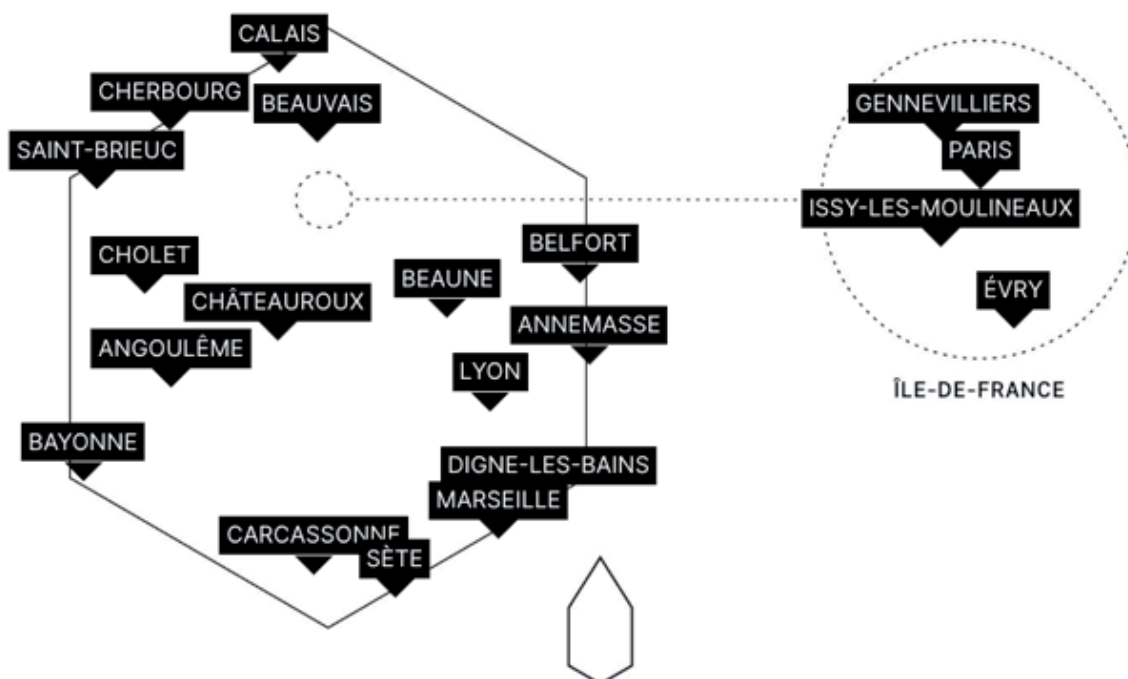 CALAIS
CHERBOURG
BEAUVAIS
SAINT-BRIEUC
CHOLET
BELFORT
BEAUNE
CHÂTEAUROUX
ANNEMASSE
ANGOULÊME
LYON
BAYONNE
DIGNE-LES-BAINS
MARSEILLE
CARCASSONNE
SÈTE
GENNEVILLIERS
PARIS
ISSY-LES-MOULINEAUX
ÉVRY
ÎLE-DE-FRANCE